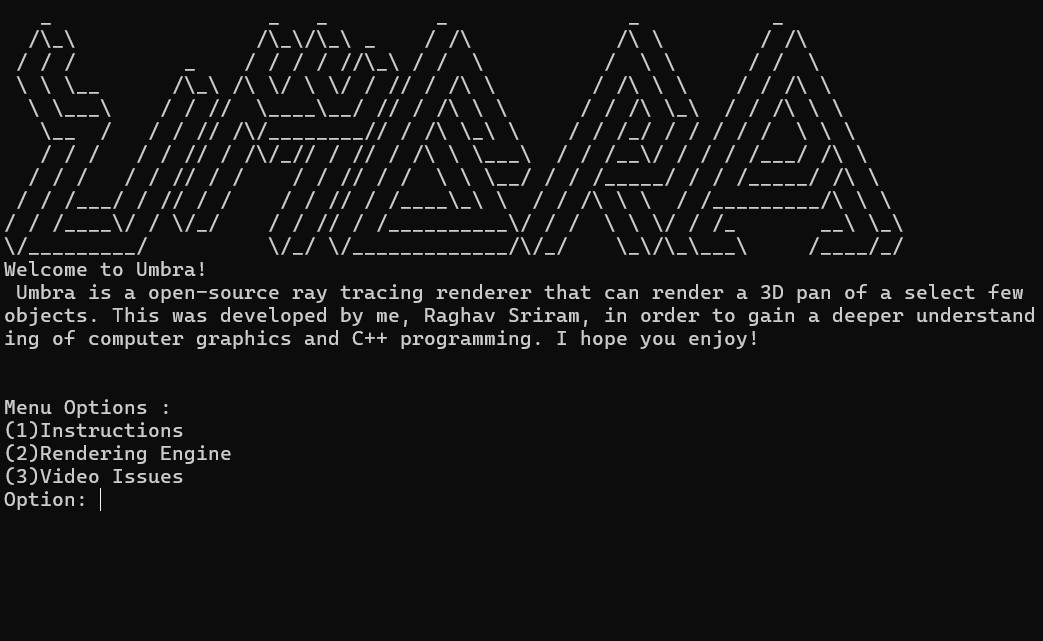 Welcome to Umbra!
Umbra is a open-source ray tracing renderer that can render a 3D pan of a select few
objects. This was developed by me, Raghav Sriram, in order to gain a deeper understand
ing of computer graphics and C++ programming. I hope you enjoy!
Menu Options :
(1)Instructions
(2)Rendering Engine
(3)Video Issues
Option: